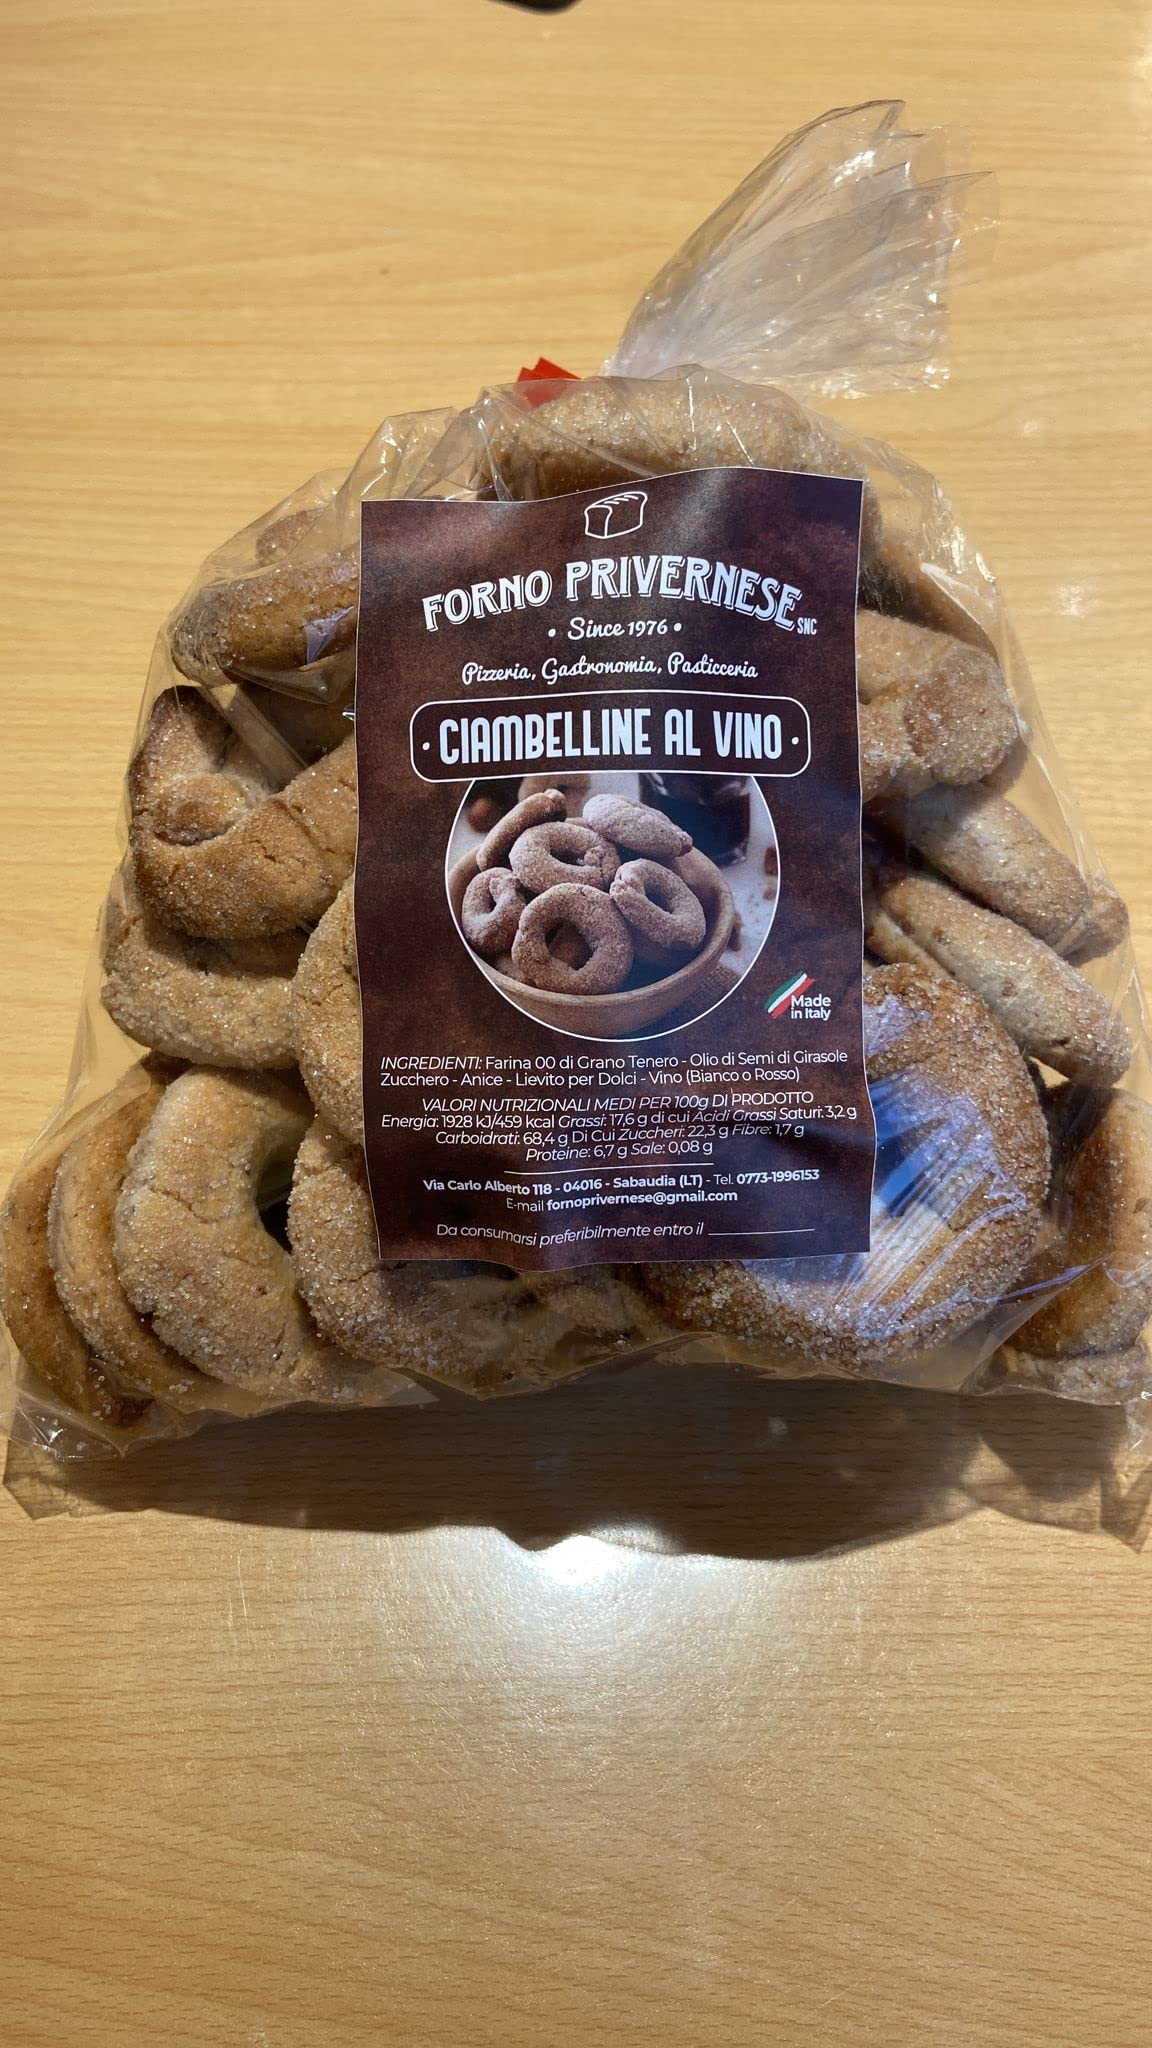 FORNO PRIVERNESE SNC
• Since 1976 •
Pizzeria, Gastronomia, Pasticceria
• CIAMBELLINE AL VINO •
Made
in Italy
INGREDIENTI: Farina 00 di Grano Tenero - Olio di Semi di Girasole
Zucchero - Anice - Lievito per Dolci - Vino (Bianco o Rosso)
VALORI NUTRIZIONALI MEDI PER 100g DI PRODOTTO
Energia: 1928 kJ/459 kcal Grassi: 17,6 g di cui Acidi Grassi Saturi: 3,2 g
Carboidrati: 68,4 g Di Cui Zuccheri: 22,3 g Fibre: 1,7 g
Proteine: 6,7 g Sale: 0,08 g
Via Carlo Alberto 118 - 04016 - Sabaudia (LT) - Tel. 0773-1996153
E-mail fornoprivernese@gmail.com
Da consumarsi preferibilmente entro il ____________